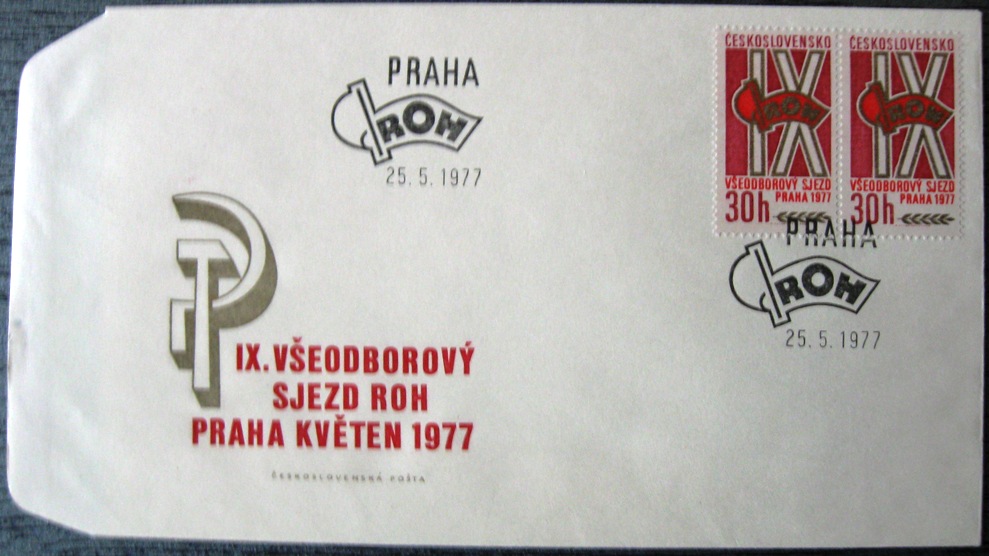 PRAHA
ROH
25. 5. 1977
ČESKOSLOVENSKO
IX
ROH
VŠEODBOROVÝ SJEZD
PRAHA 1977
30h
ČESKOSLOVENSKO
IX
ROH
VŠEODBOROVÝ SJEZD
PRAHA 1977
30h
PRAHA
ROH
25. 5. 1977
IX. VŠEODBOROVÝ
SJEZD ROH
PRAHA KVĚTEN 1977
ČESKOSLOVENSKÁ POŠTA